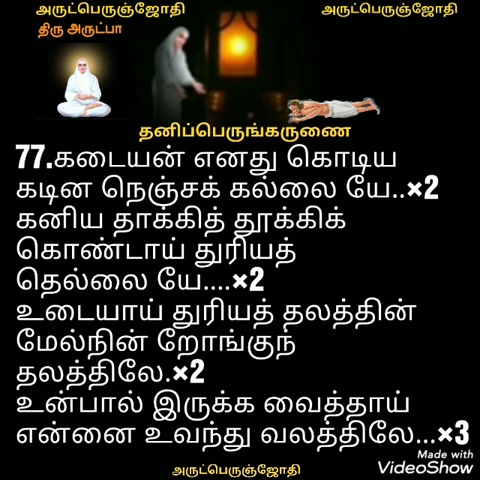 அருட்பெருஞ்ஜோதி அருட்பெருஞ்ஜோதி
திரு அருட்பா
தனிப்பெருங்கருணை
77.கடையன் எனது கொடிய
கடின நெஞ்சக் கல்லை யே..×2
கனிய தாக்கித் தூக்கிக்
கொண்டாய் துரியத்
தெல்லை யே....×2
உடையாய் துரியத் தலத்தின்
மேல்நின் றோங்குந்
தலத்திலே.×2
உன்பால் இருக்க வைத்தாய்
என்னை உவந்து வலத்திலே...×3
Made with
VideoShow
அருட்பெருஞ்ஜோதி